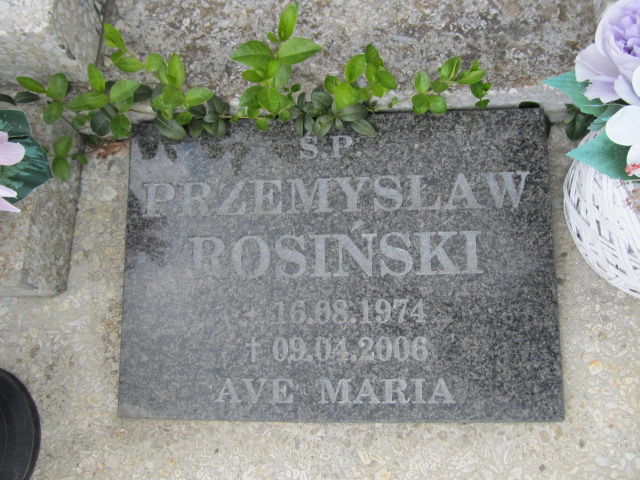 Ś.P.
PRZEMYSŁAW
ROSIŃSKI
* 16.08.1974
† 09.04.2006
AVE MARIA